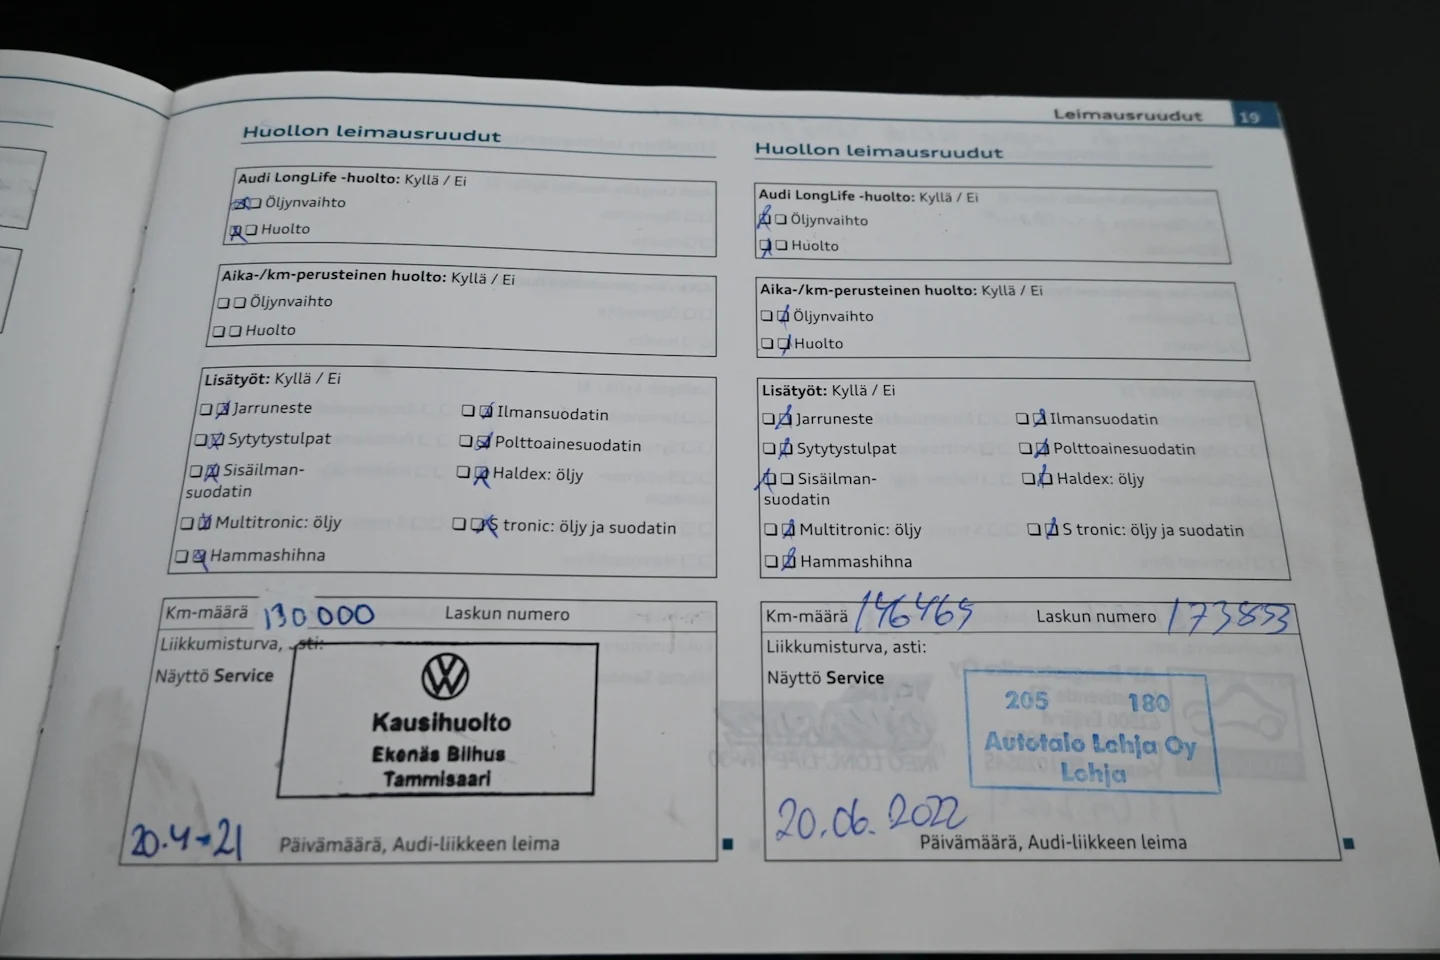 Leimausruudut 19
Huollon leimausruudut
Audi LongLife -huolto: Kyllä / Ei
Öljynvaihto
Huolto
Aika-/km-perusteinen huolto: Kyllä / Ei
Öljynvaihto
Huolto
Lisätyöt: Kyllä / Ei
Jarruneste
Ilmansuodatin
Sytytystulpat
Polttoainesuodatin
Sisäilman-
suodatin
Haldex: öljy
Multitronic: öljy
S tronic: öljy ja suodatin
Hammashihna
Km-määrä 130.000 Laskun numero
Liikkumisturva, asti:
Näyttö Service
Kausihuolto
Ekenäs Bilhus
Tammisaari
20.4-21
Päivämäärä, Audi-liikkeen leima
Huollon leimausruudut
Audi LongLife -huolto: Kyllä / Ei
Öljynvaihto
Huolto
Aika-/km-perusteinen huolto: Kyllä / Ei
Öljynvaihto
Huolto
Lisätyöt: Kyllä / Ei
Jarruneste
Ilmansuodatin
Sytytystulpat
Polttoainesuodatin
Sisäilman-
suodatin
Haldex: öljy
Multitronic: öljy
S tronic: öljy ja suodatin
Hammashihna
Km-määrä 146465 Laskun numero 173853
Liikkumisturva, asti:
Näyttö Service
205 180
Autotalo Lohja Oy
Lohja
20.06.2022
Päivämäärä, Audi-liikkeen leima